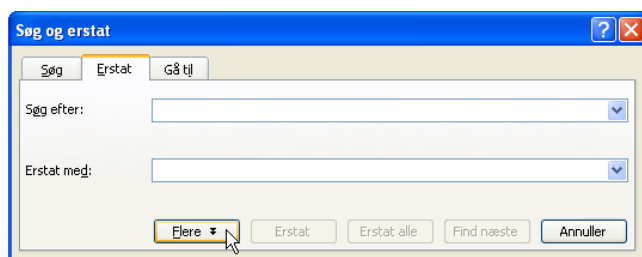 Søg og erstat
Søg Erstat Gå til
Søg efter:
Erstat med:
Flere Erstat Erstat alle Find næste Annuller